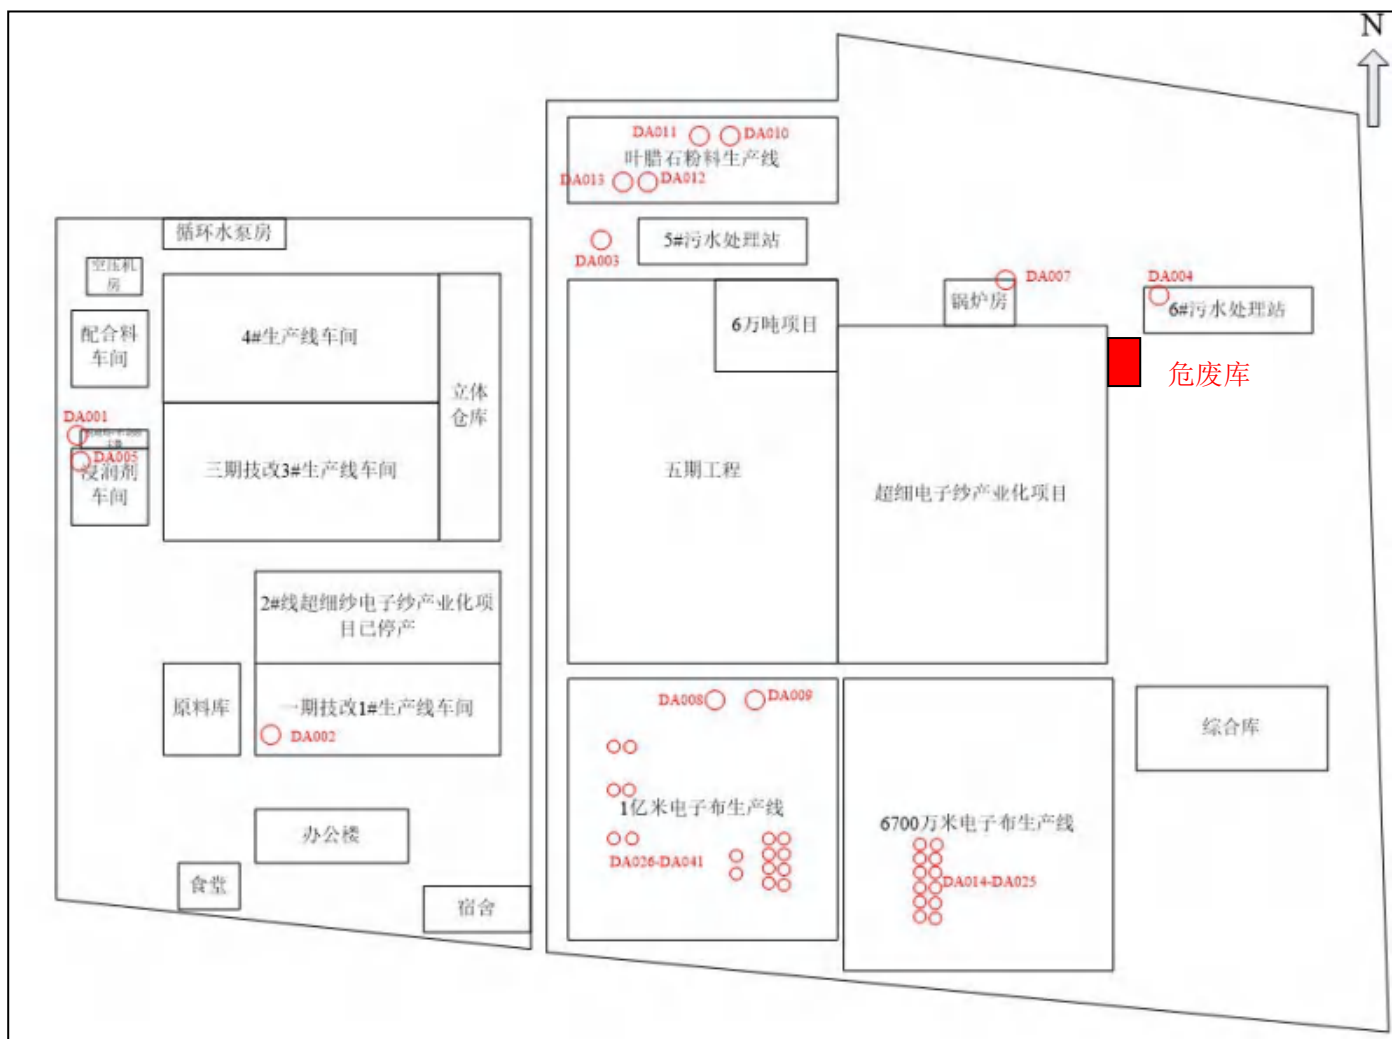 N
DA011
DA010
叶腊石粉料生产线
DA013
DA012
循环水泵房
5#污水处理站
DA003
空压机
房
DA007
DA004
锅炉房
6#污水处理站
配合料
车间
4#生产线车间
6万吨项目
危废库
立体
仓库
DA001
DA005
浸润剂
车间
三期技改3#生产线车间
五期工程
超细电子纱产业化项目
2#线超细纱电子纱产业化项
目已停产
原料库
一期技改1#生产线车间
DA002
DA008
DA009
综合库
1亿米电子布生产线
6700万米电子布生产线
办公楼
DA026-DA041
DA014-DA025
食堂
宿舍